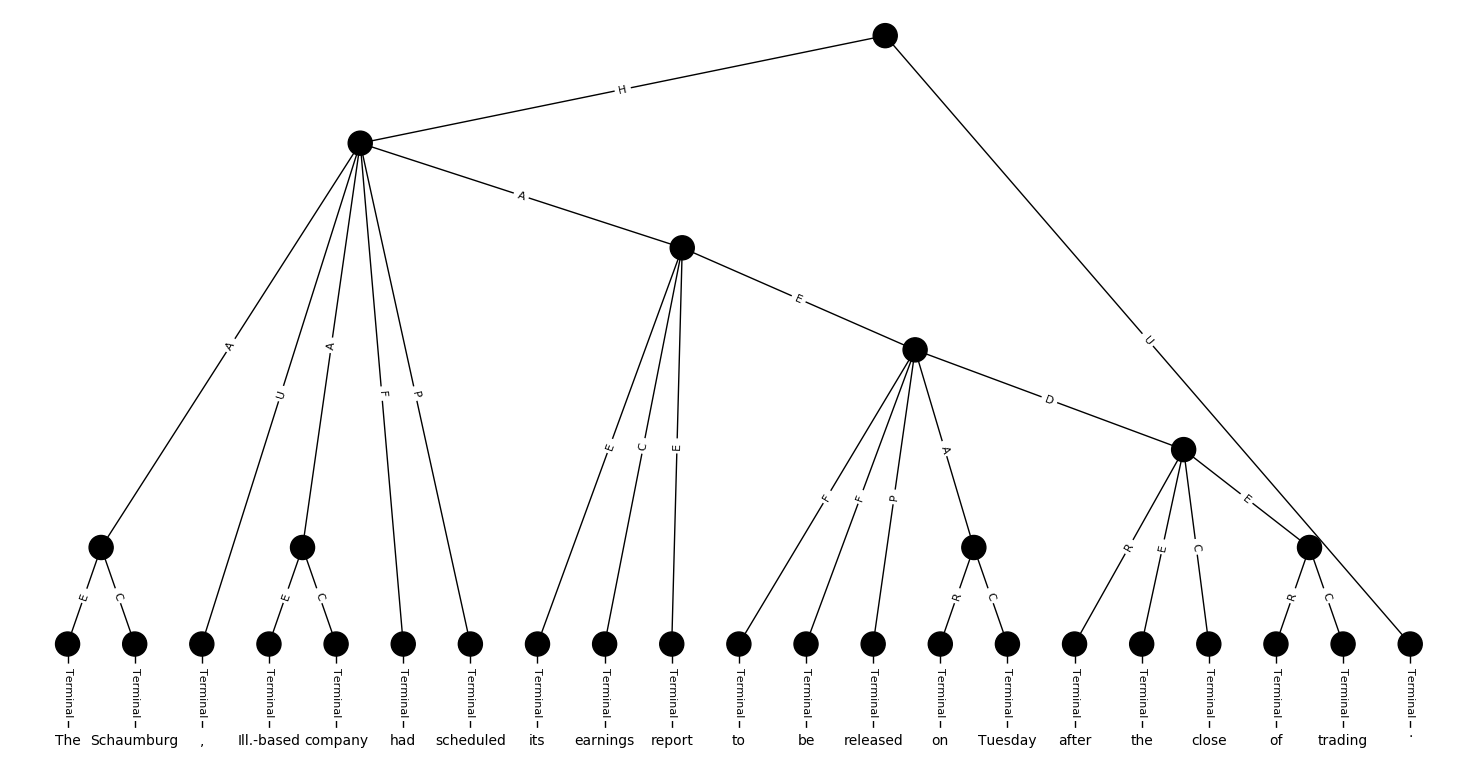 H
A
E
U
D
A U A F P
E C E
F F P A
R E C E
E C E C R C R C
Terminal Terminal Terminal Terminal Terminal Terminal Terminal Terminal Terminal Terminal Terminal Terminal Terminal Terminal Terminal Terminal Terminal Terminal Terminal Terminal Terminal
The Schaumburg , Ill.-based company had scheduled its earnings report to be released on Tuesday after the close of trading .